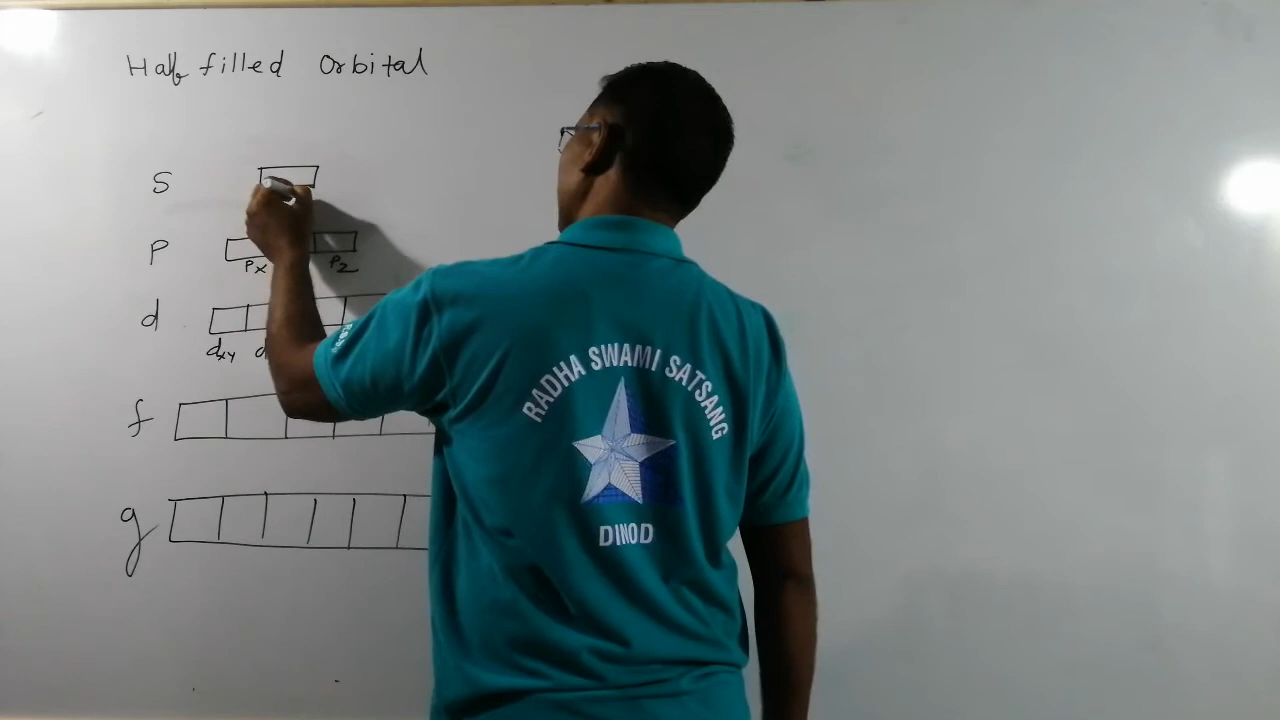 Half filled Orbital
S
P
Px Pz
d
dxy
f
g
RADHA SWAMI SATSANG
DINOD